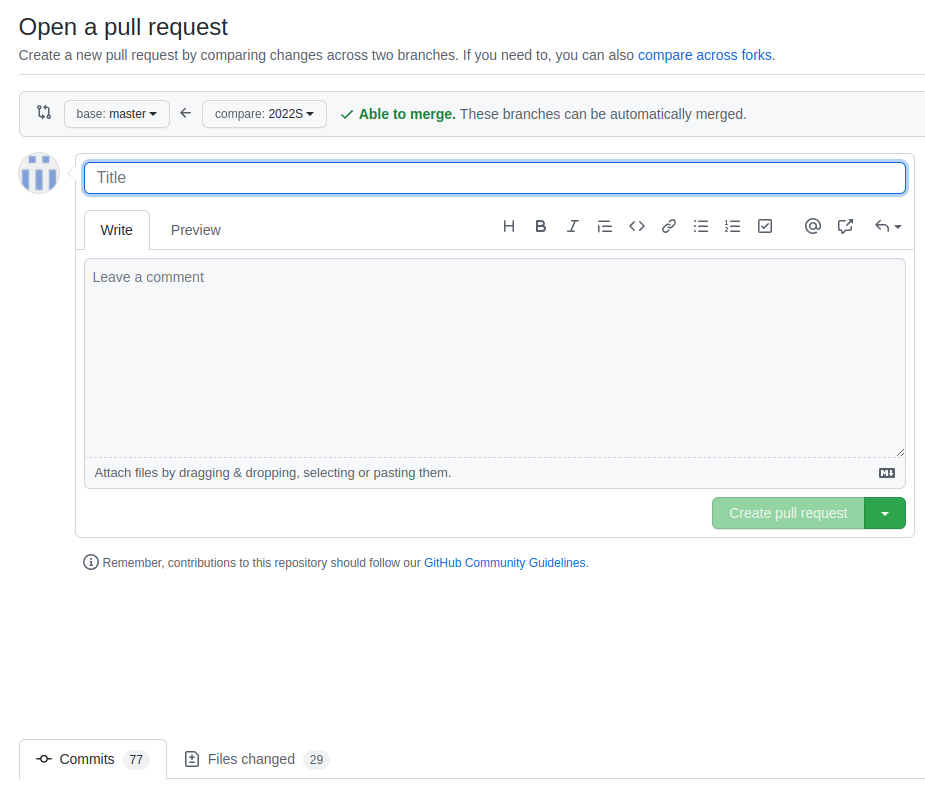 Open a pull request
Create a new pull request by comparing changes across two branches. If you need to, you can also compare across forks.
base: master compare: 2022S Able to merge. These branches can be automatically merged.
Title
Write Preview
Leave a comment
Attach files by dragging & dropping, selecting or pasting them.
Create pull request
Remember, contributions to this repository should follow our GitHub Community Guidelines.
Commits 77 Files changed 29